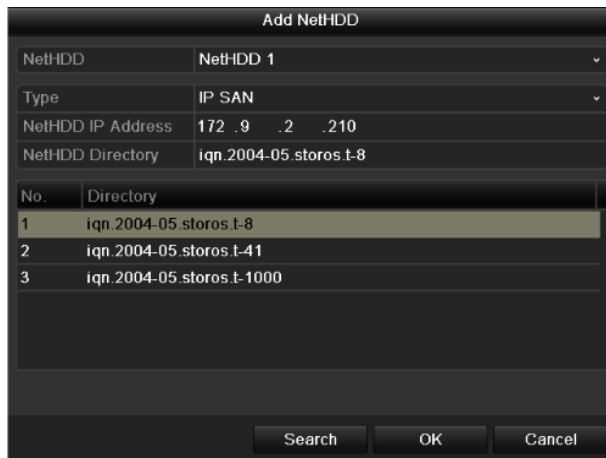 Add NetHDD
NetHDD NetHDD 1
Type IP SAN
NetHDD IP Address 172 .9 .2 .210
NetHDD Directory iqn.2004-05.storos.t-8
No. Directory
1 iqn.2004-05.storos.t-8
2 iqn.2004-05.storos.t-41
3 iqn.2004-05.storos.t-1000
Search OK Cancel